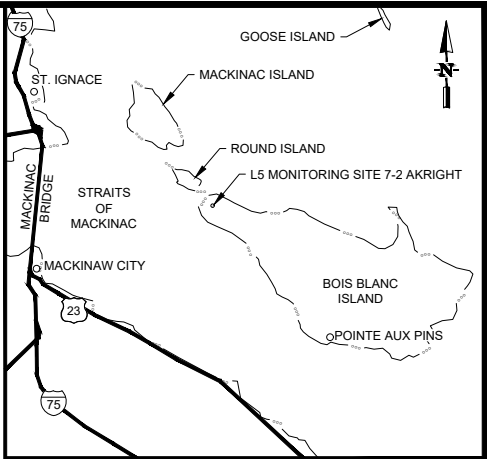 75
GOOSE ISLAND
ST. IGNACE
MACKINAC ISLAND
N
ROUND ISLAND
L5 MONITORING SITE 7-2 AKRIGHT
MACKINAC
BRIDGE
STRAITS
OF
MACKINAC
MACKINAW CITY
BOIS BLANC
ISLAND
23
POINTE AUX PINS
75